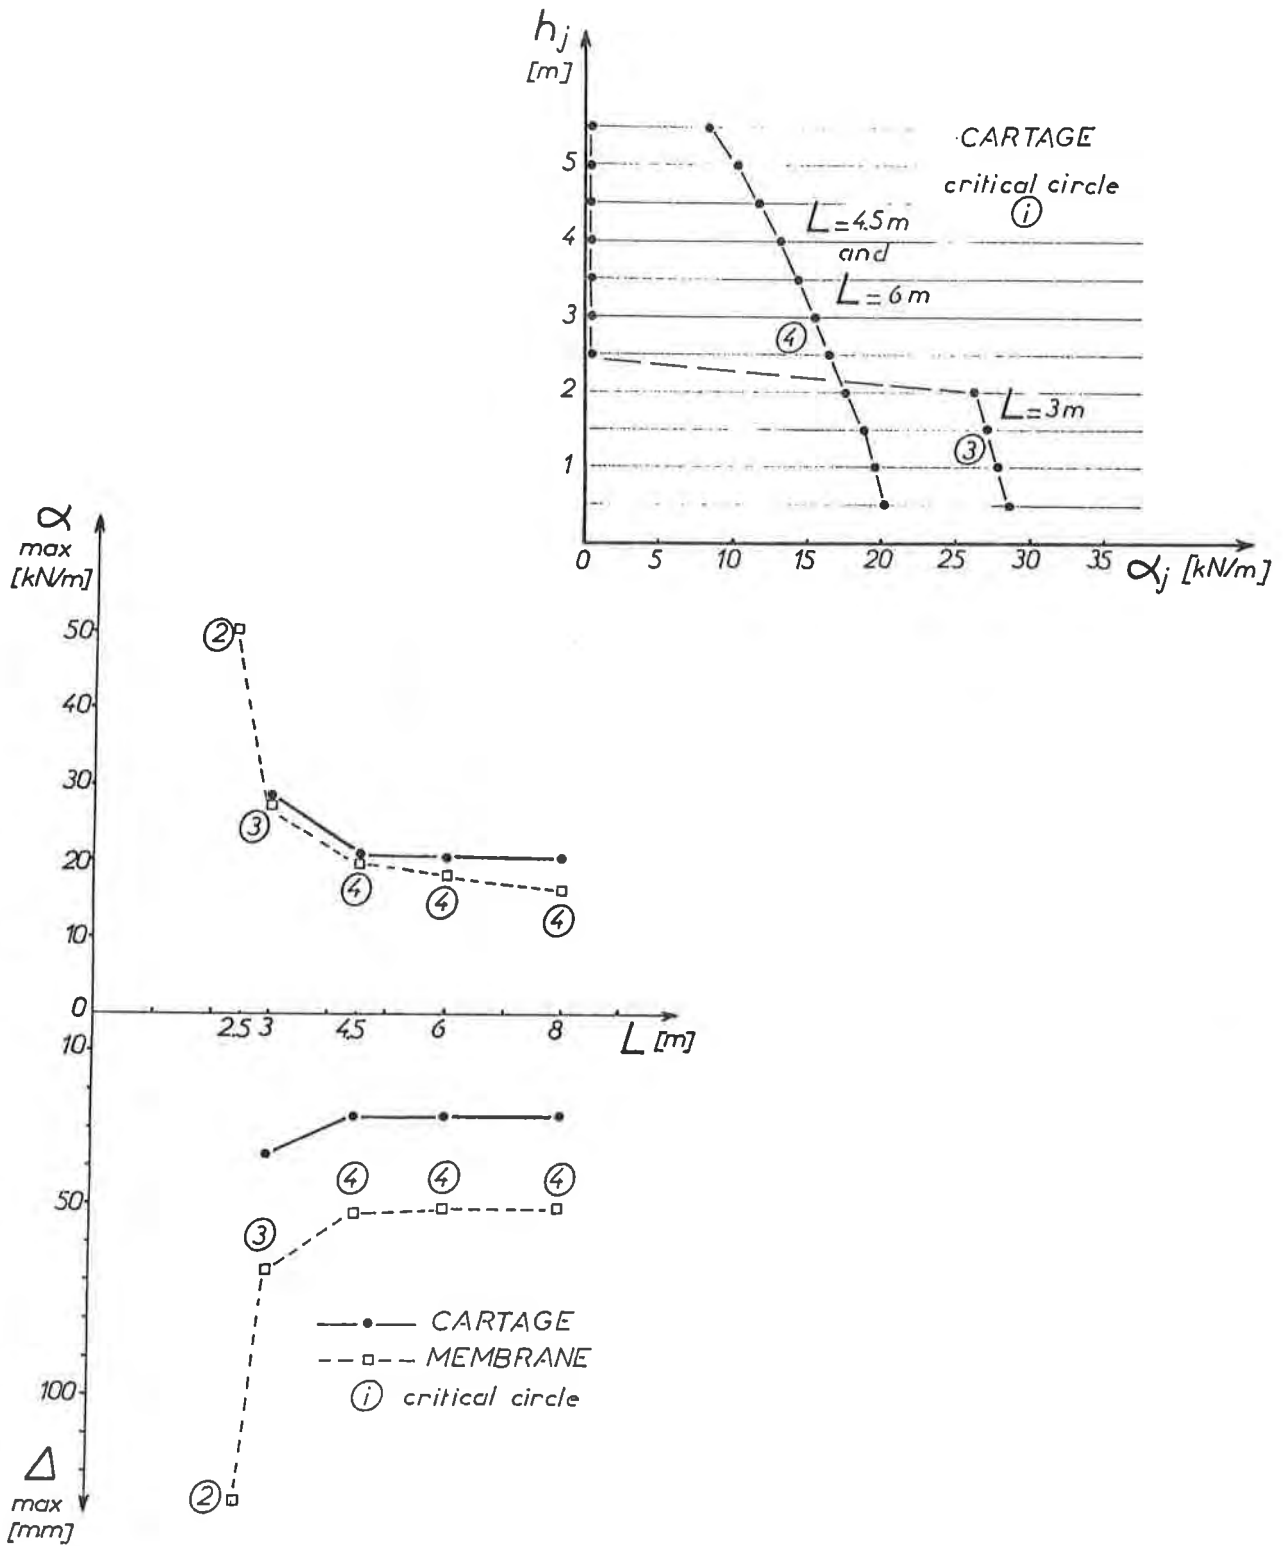 hj
[m]
CARTAGE
critical circle
i
5
L=4.5m
and
4
L=6m
3
4
2
L=3m
3
1
0 5 10 15 20 25 30 35 αj [kN/m]
α
max
[kN/m]
50
2
40
30
3
20
4 4 4
10
0
2.5 3 4,5 6 8 L [m]
10
4 4 4
50
3
CARTAGE
MEMBRANE
i critical circle
100
Δ
2
max
[mm]